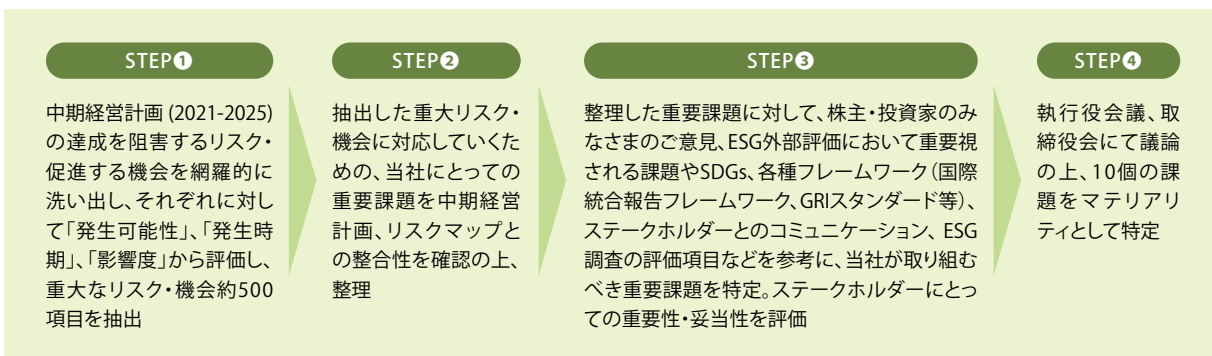 STEP❶
中期経営計画 (2021-2025)
の達成を阻害するリスク・
促進する機会を網羅的に
洗い出し、それぞれに対し
て「発生可能性」、「発生時
期」、「影響度」から評価し、
重大なリスク・機会約500
項目を抽出
STEP❷
抽出した重大リスク・
機会に対応していくた
めの、当社にとっての
重要課題を中期経営
計画、リスクマップと
の整合性を確認の上、
整理
STEP❸
整理した重要課題に対して、株主・投資家のみ
なさまのご意見、ESG外部評価において重要視
される課題やSDGs、各種フレームワーク（国際
統合報告フレームワーク、GRIスタンダード等）、
ステークホルダーとのコミュニケーション、ESG
調査の評価項目などを参考に、当社が取り組む
べき重要課題を特定。ステークホルダーにとっ
ての重要性・妥当性を評価
STEP❹
執行役会議、取
締役会にて議論
の上、10個の課
題をマテリアリ
ティとして特定